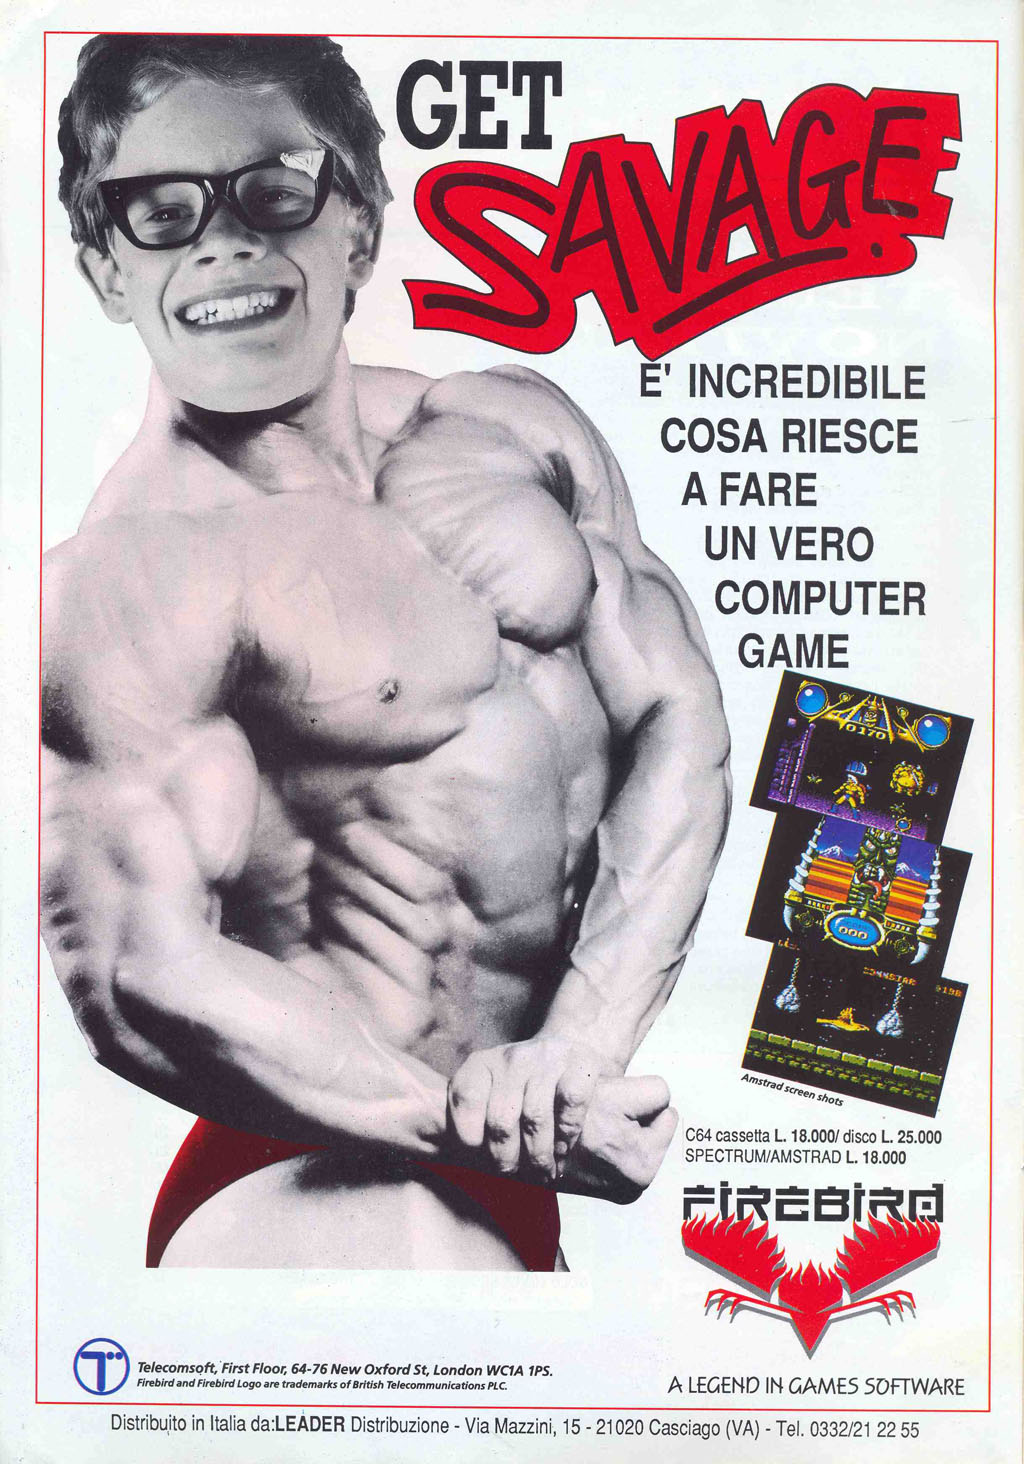 GET
SAVAGE
E' INCREDIBILE
COSA RIESCE
A FARE
UN VERO
COMPUTER
GAME
0170
000
0198
Amstrad screen shots
C64 cassetta L. 18.000/ disco L. 25.000
SPECTRUM/AMSTRAD L. 18.000
FIREBIRD
Telecomsoft, First Floor, 64-76 New Oxford St, London WC1A 1PS.
Firebird and Firebird Logo are trademarks of British Telecommunications PLC.
A LEGEND IN GAMES SOFTWARE
Distribuito in Italia da:LEADER Distribuzione - Via Mazzini, 15 - 21020 Casciago (VA) - Tel. 0332/21 22 55